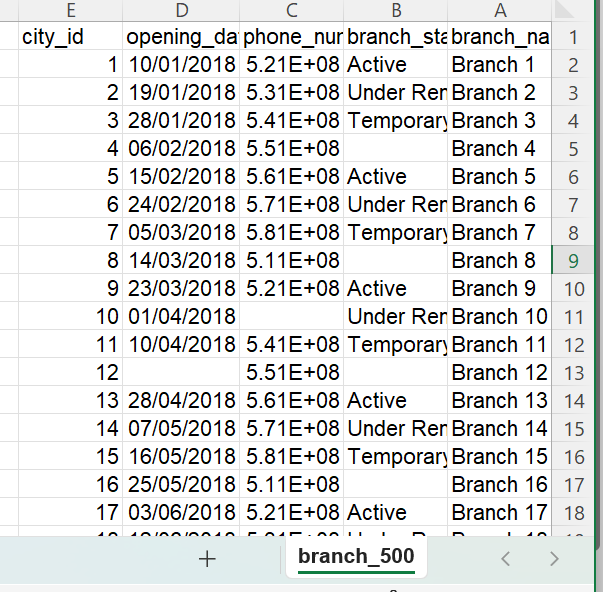 E D C B A
city_id opening_da phone_nur branch_sta branch_na 1
1 10/01/2018 5.21E+08 Active Branch 1 2
2 19/01/2018 5.31E+08 Under Ren Branch 2 3
3 28/01/2018 5.41E+08 Temporary Branch 3 4
4 06/02/2018 5.51E+08 Branch 4 5
5 15/02/2018 5.61E+08 Active Branch 5 6
6 24/02/2018 5.71E+08 Under Ren Branch 6 7
7 05/03/2018 5.81E+08 Temporary Branch 7 8
8 14/03/2018 5.11E+08 Branch 8 9
9 23/03/2018 5.21E+08 Active Branch 9 10
10 01/04/2018 Under Ren Branch 10 11
11 10/04/2018 5.41E+08 Temporary Branch 11 12
12 5.51E+08 Branch 12 13
13 28/04/2018 5.61E+08 Active Branch 13 14
14 07/05/2018 5.71E+08 Under Ren Branch 14 15
15 16/05/2018 5.81E+08 Temporary Branch 15 16
16 25/05/2018 5.11E+08 Branch 16 17
17 03/06/2018 5.21E+08 Active Branch 17 18
branch_500